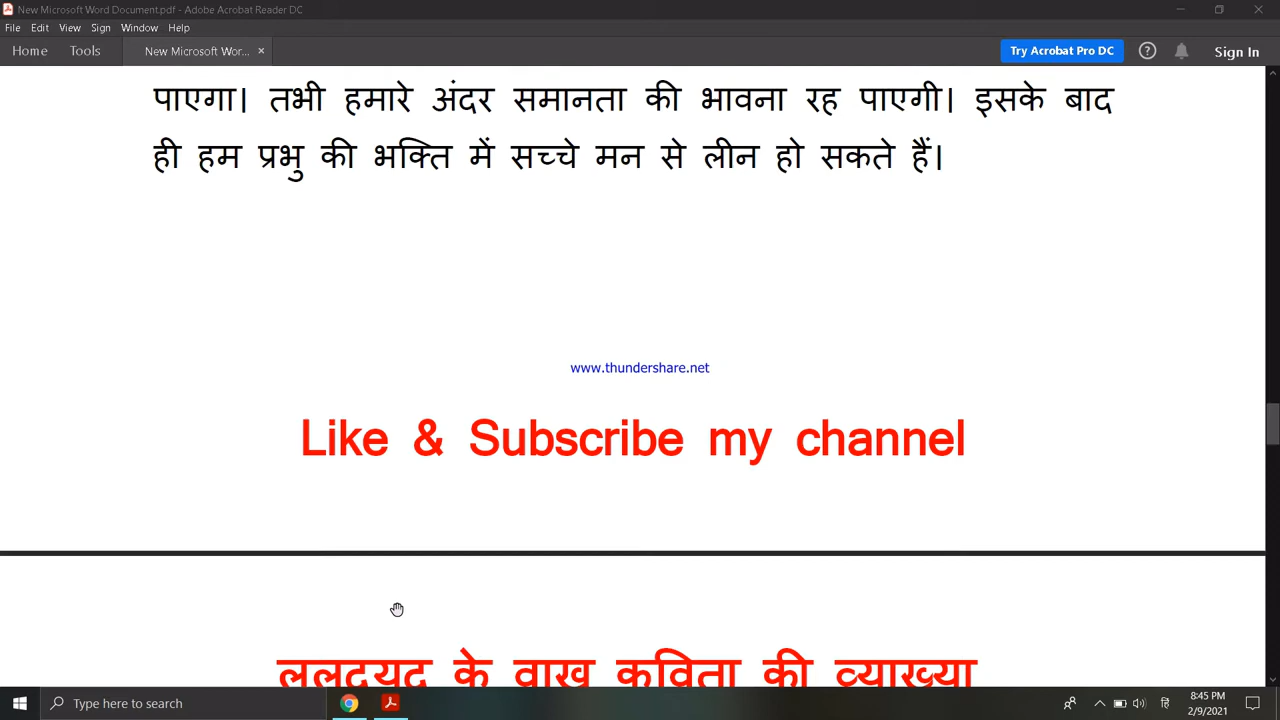 New Microsoft Word Document.pdf - Adobe Acrobat Reader DC
File Edit View Sign Window Help
Home Tools New Microsoft Wor... × Try Acrobat Pro DC Sign In
पाएगा। तभी हमारे अंदर समानता की भावना रह पाएगी। इसके बाद
ही हम प्रभु की भक्ति में सच्चे मन से लीन हो सकते हैं।
www.thundershare.net
Like & Subscribe my channel
ललद्यद के वाख कविता की व्याख्या
Type here to search
हि
8:45 PM
2/9/2021